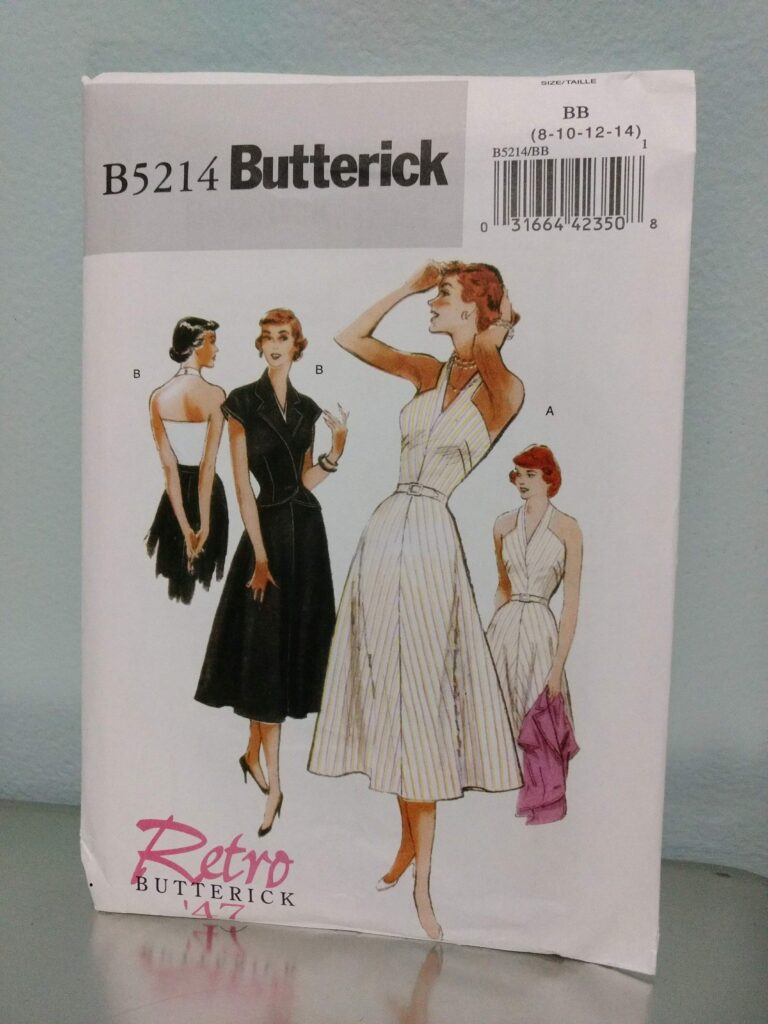 SIZE/TAILLE
BB
(8-10-12-14)
B5214/BB 1
0 31664 42350 8
B5214 Butterick
B
B
A
Retro
BUTTERICK
'47